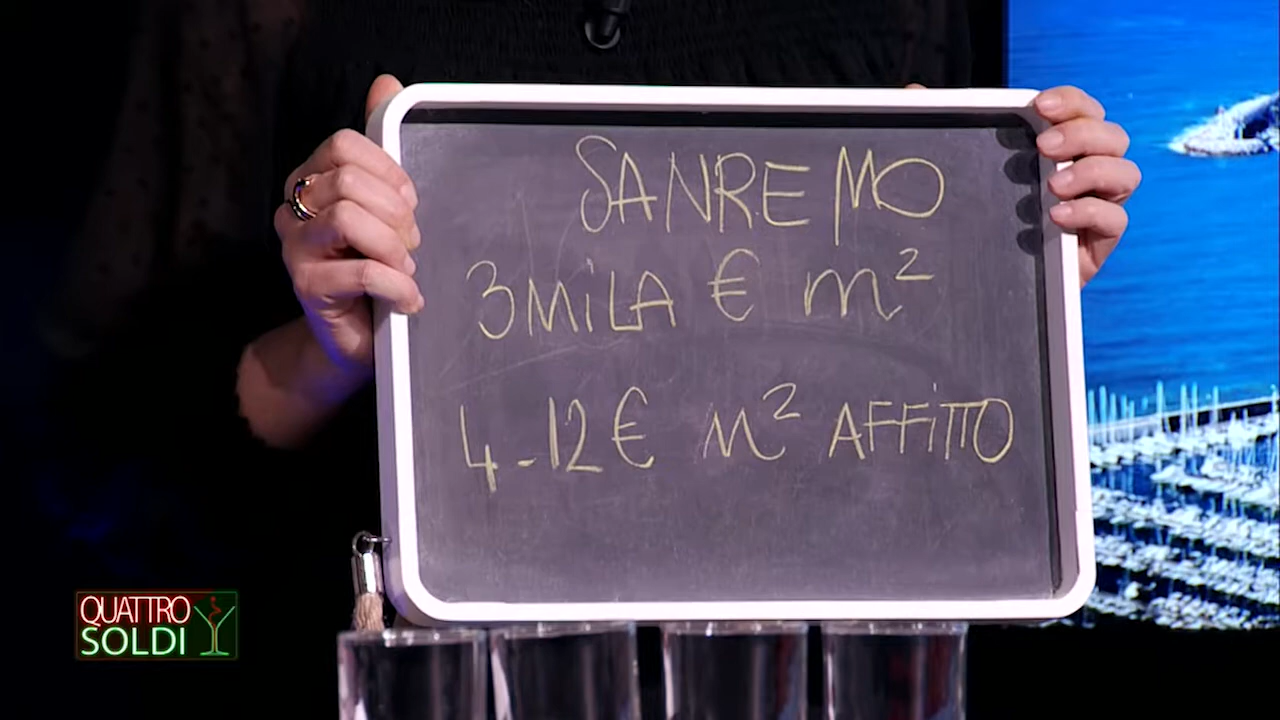 SANREMO
3MiLA € m²
4-12€ m² AFFiTTO
QUATTRO
SOLDI